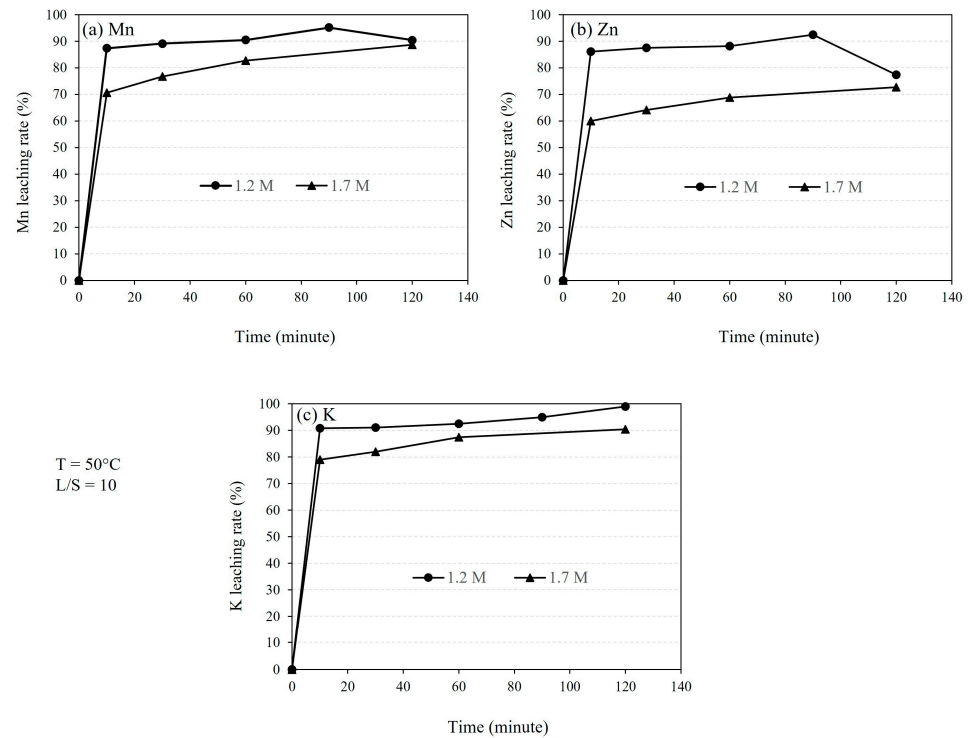 (a) Mn
Mn leaching rate (%)
100
90
80
70
60
50
40
30
20
10
0
1.2 M 1.7 M
0 20 40 60 80 100 120 140
Time (minute)
(b) Zn
Zn leaching rate (%)
100
90
80
70
60
50
40
30
20
10
0
1.2 M 1.7 M
0 20 40 60 80 100 120 140
Time (minute)
T = 50°C
L/S = 10
(c) K
K leaching rate (%)
100
90
80
70
60
50
40
30
20
10
0
1.2 M 1.7 M
0 20 40 60 80 100 120 140
Time (minute)